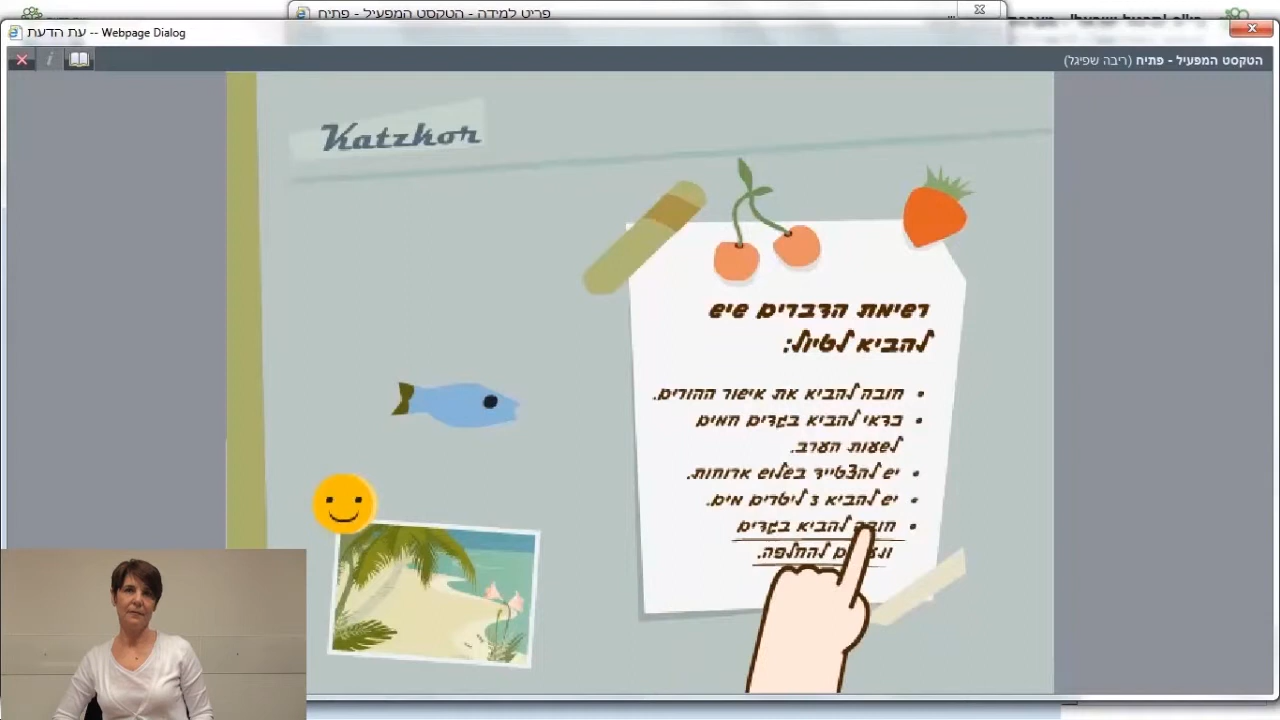 פריט למידה - הטקסט המפעיל - פתיח
עת הדעת -- Webpage Dialog
הטקסט המפעיל - פתיח (ריבה שפיגל)
Katzkor
רשימת הדברים שיש
להביא לטיול:
• חובה להביא את אישור ההורים.
• כדאי להביא בגדים חמים
לשעות הערב.
• יש להצטייד בשלוש ארוחות.
• יש להביא 3 ליטרים מים.
• חובה להביא בגדים
להחלפה.